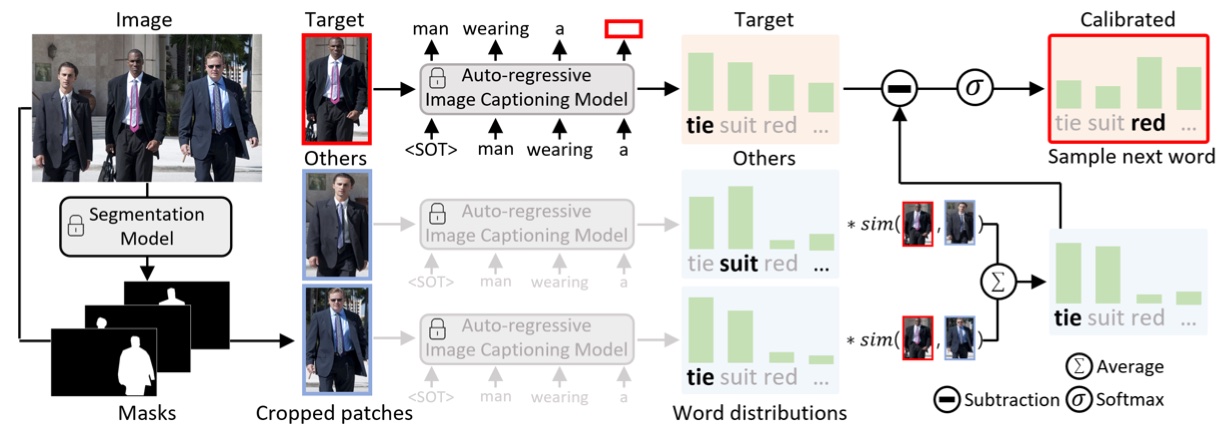 Image
Segmentation
Model
Masks
Target
Others
Cropped patches
man wearing a
Auto-regressive
Image Captioning Model
<SOT> man wearing a
Auto-regressive
Image Captioning Model
<SOT> man wearing a
Auto-regressive
Image Captioning Model
<SOT> man wearing a
Target
tie suit red ...
Others
tie suit red ...
tie suit red ...
Word distributions
* sim( , )
* sim( , )
Σ
σ
Calibrated
tie suit red ...
Sample next word
tie suit red ...
Σ Average
Subtraction σ Softmax